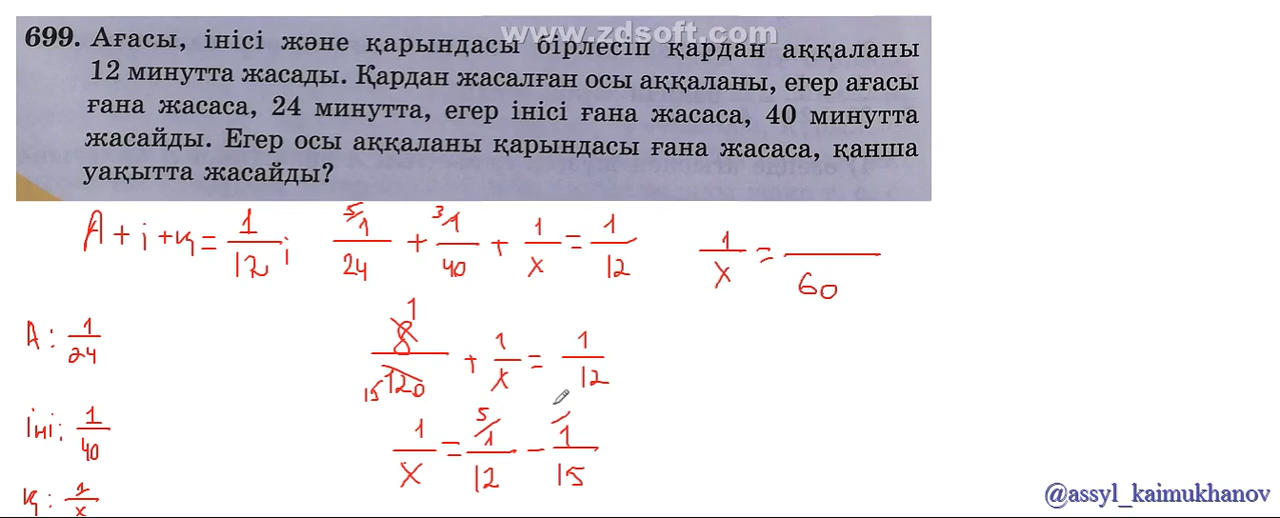 www.zdsoft.com
699. Ағасы, інісі және қарындасы бірлесіп қардан аққаланы
12 минутта жасады. Қардан жасалған осы аққаланы, егер ағасы
ғана жасаса, 24 минутта, егер інісі ғана жасаса, 40 минутта
жасайды. Егер осы аққаланы қарындасы ғана жасаса, қанша
уақытта жасайды?
А + і + қ = 1/12 ; 5/ 1/24 + 3/ 1/40 + 1/x = 1/12 1/x = /60
А: 1/24
8/120 1 15 + 1/x = 1/12
іні: 1/40
1/x = 5/ 1/12 - / 1/15
қ: 1/x
@assyl_kaimukhanov